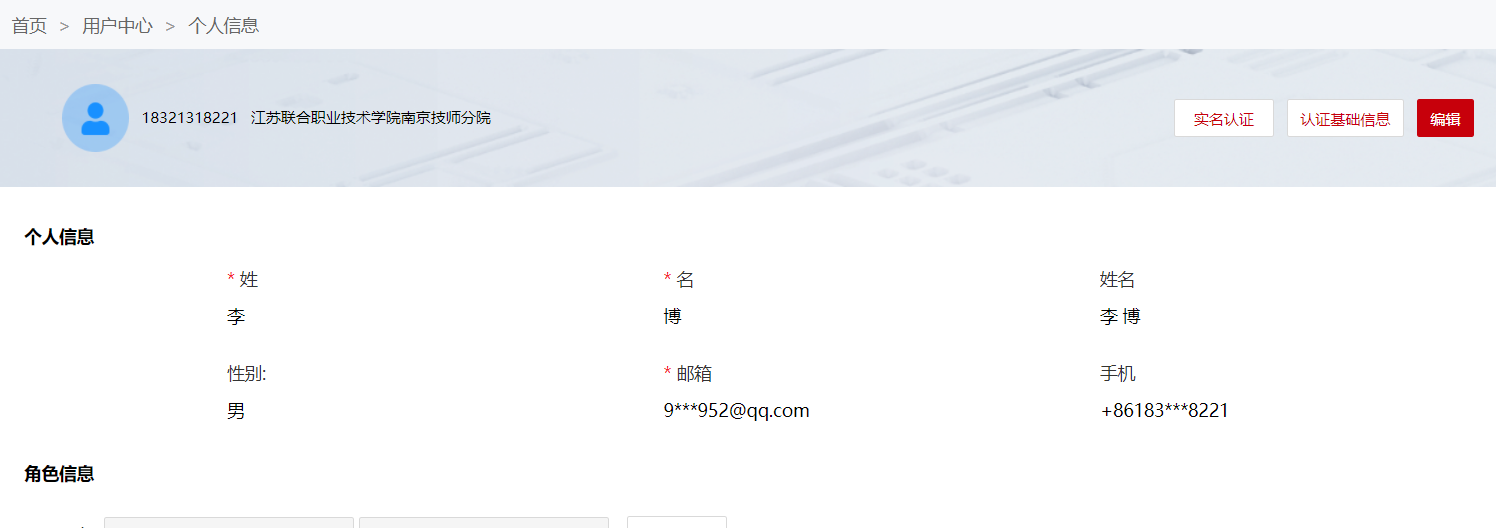 首页 > 用户中心 > 个人信息
18321318221 江苏联合职业技术学院南京技师分院
实名认证 认证基础信息 编辑
个人信息
* 姓 * 名 姓名
李 博 李 博
性别: * 邮箱 手机
男 9***952@qq.com +86183***8221
角色信息